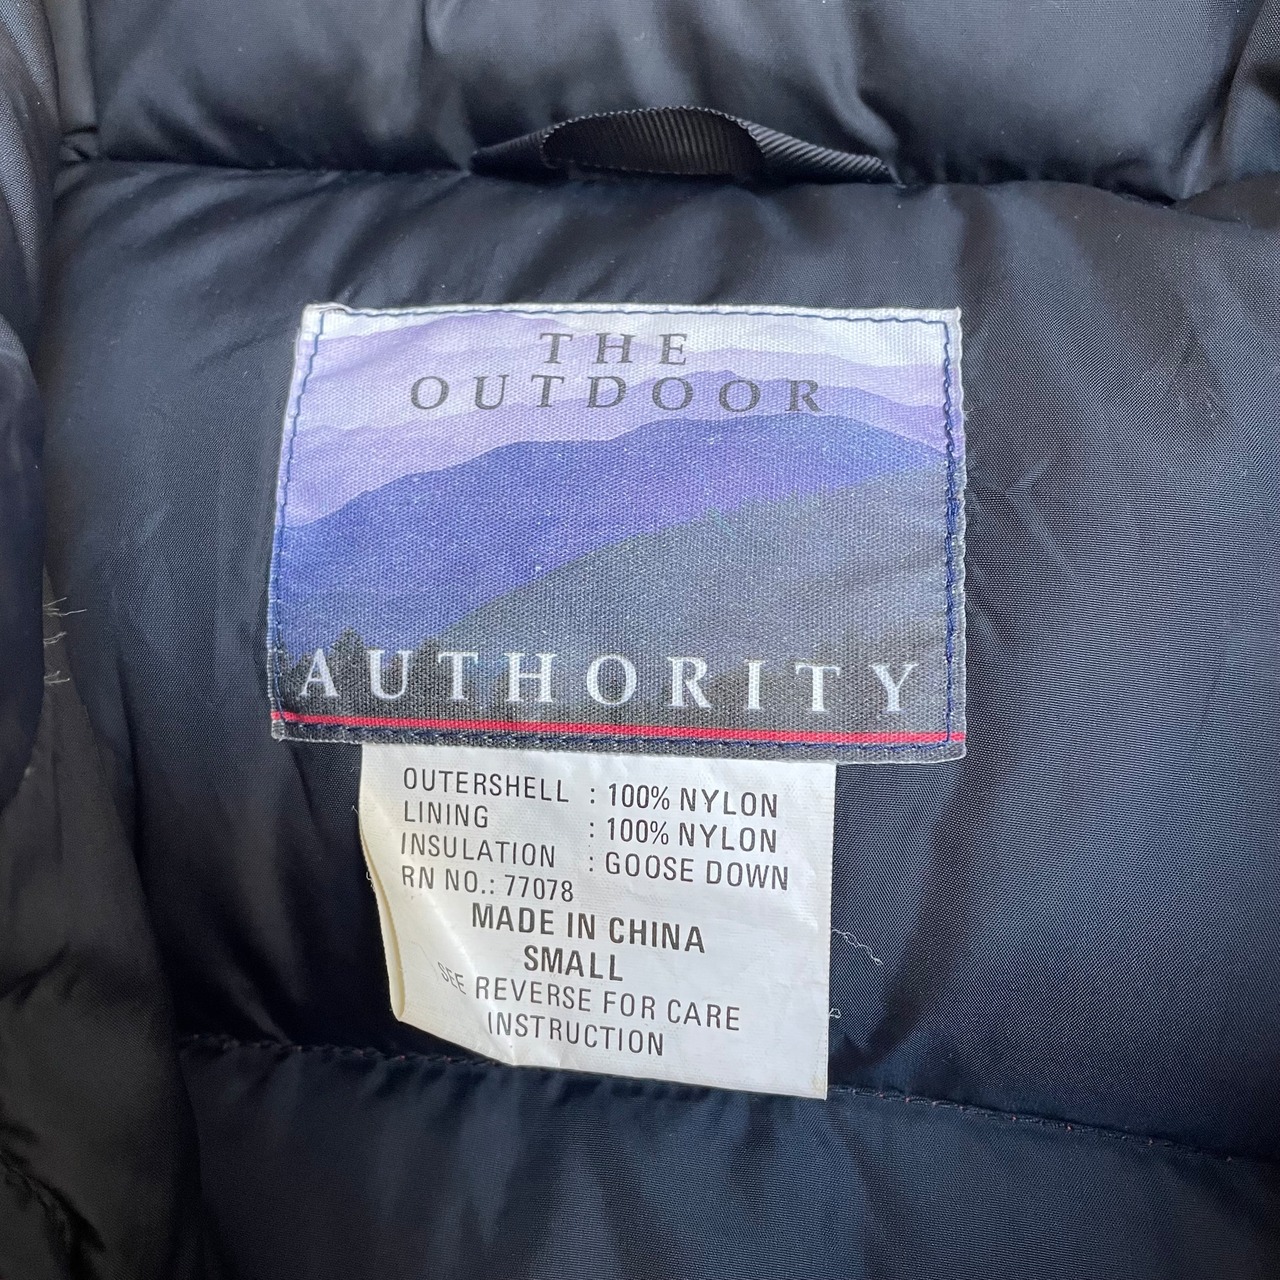 THE
OUTDOOR
AUTHORITY
OUTERSHELL : 100% NYLON
LINING : 100% NYLON
INSULATION : GOOSE DOWN
RN NO.: 77078
MADE IN CHINA
SMALL
SEE REVERSE FOR CARE
INSTRUCTION